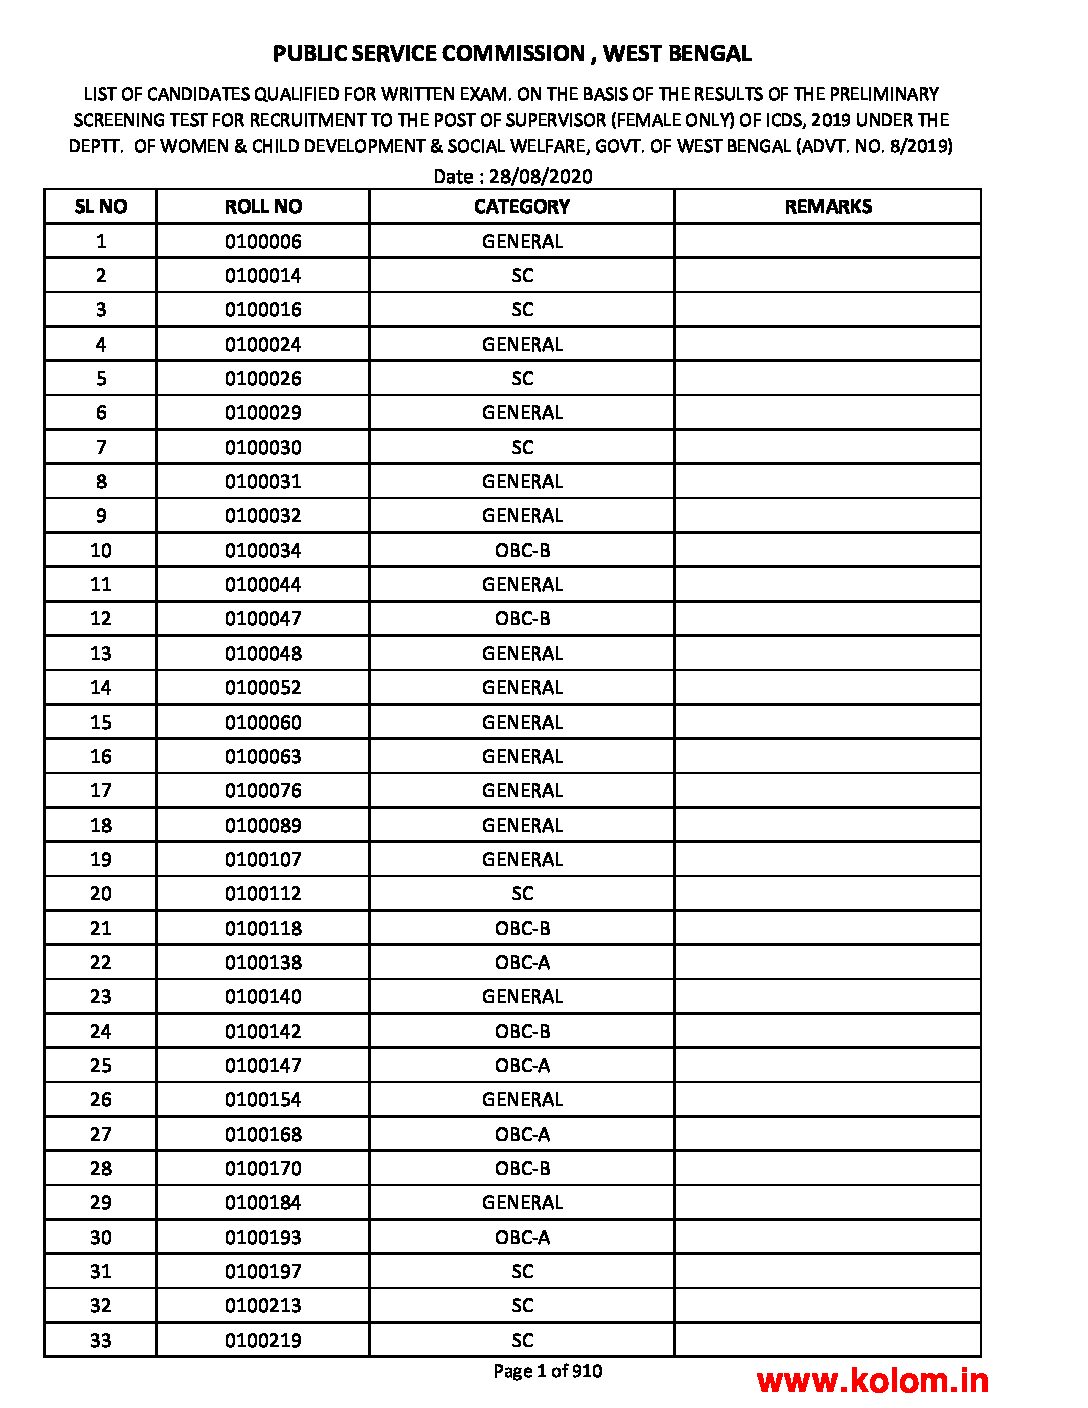 PUBLIC SERVICE COMMISSION , WEST BENGAL
LIST OF CANDIDATES QUALIFIED FOR WRITTEN EXAM. ON THE BASIS OF THE RESULTS OF THE PRELIMINARY
SCREENING TEST FOR RECRUITMENT TO THE POST OF SUPERVISOR (FEMALE ONLY) OF ICDS, 2019 UNDER THE
DEPTT. OF WOMEN & CHILD DEVELOPMENT & SOCIAL WELFARE, GOVT. OF WEST BENGAL (ADVT. NO. 8/2019)
Date : 28/08/2020
SL NO ROLL NO CATEGORY REMARKS
1 0100006 GENERAL
2 0100014 SC
3 0100016 SC
4 0100024 GENERAL
5 0100026 SC
6 0100029 GENERAL
7 0100030 SC
8 0100031 GENERAL
9 0100032 GENERAL
10 0100034 OBC-B
11 0100044 GENERAL
12 0100047 OBC-B
13 0100048 GENERAL
14 0100052 GENERAL
15 0100060 GENERAL
16 0100063 GENERAL
17 0100076 GENERAL
18 0100089 GENERAL
19 0100107 GENERAL
20 0100112 SC
21 0100118 OBC-B
22 0100138 OBC-A
23 0100140 GENERAL
24 0100142 OBC-B
25 0100147 OBC-A
26 0100154 GENERAL
27 0100168 OBC-A
28 0100170 OBC-B
29 0100184 GENERAL
30 0100193 OBC-A
31 0100197 SC
32 0100213 SC
33 0100219 SC
Page 1 of 910
www.kolom.in